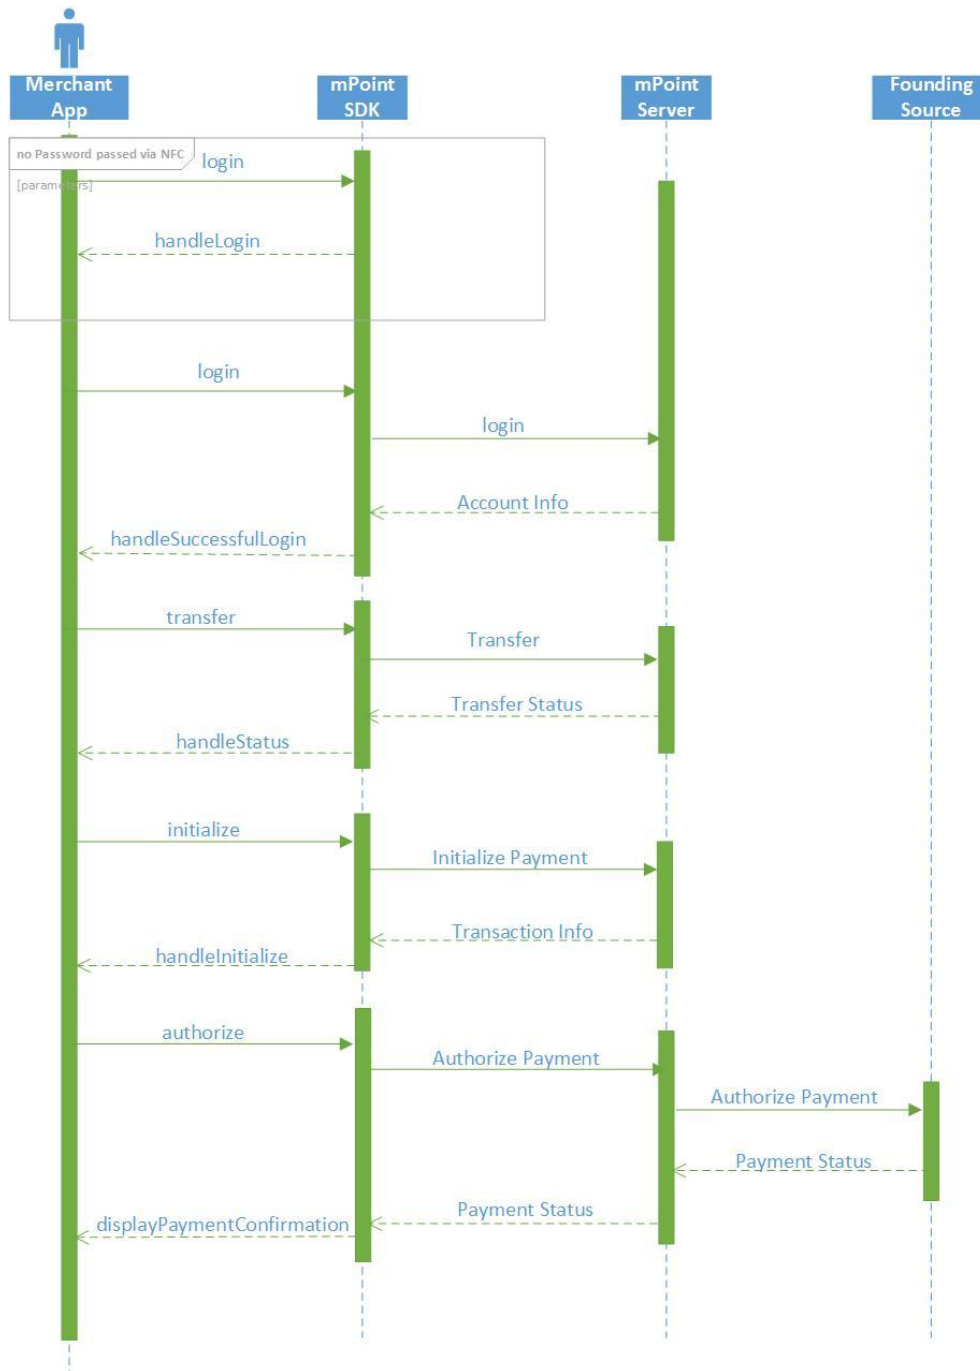 Merchant
App
mPoint
SDK
mPoint
Server
Founding
Source
no Password passed via NFC
login
[parameters]
handleLogin
login
login
Account Info
handleSuccessfulLogin
transfer
Transfer
Transfer Status
handleStatus
initialize
Initialize Payment
Transaction Info
handleInitialize
authorize
Authorize Payment
Authorize Payment
Payment Status
Payment Status
displayPaymentConfirmation